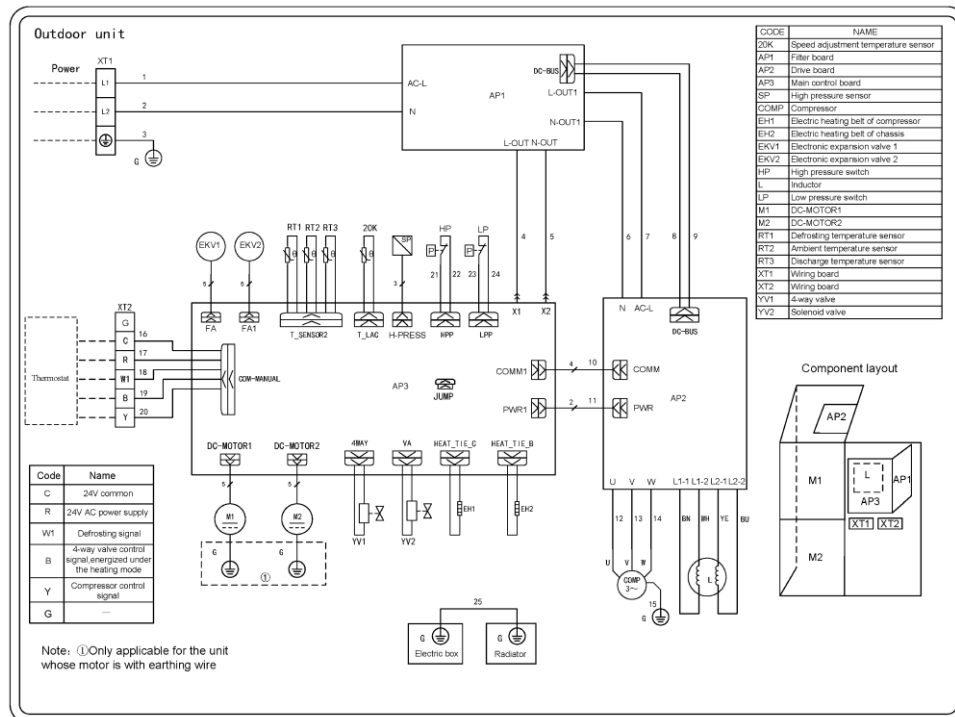 Outdoor unit
Power
XT1
L1
L2
1
2
3
G
AC-L
N
AP1
DC-BUS
L-OUT1
N-OUT1
L-OUT N-OUT
4
5
6
7
8
9
CODE NAME
20K Speed adjustment temperature sensor
AP1 Filter board
AP2 Drive board
AP3 Main control board
SP High pressure sensor
COMP Compressor
EH1 Electric heating belt of compressor
EH2 Electric heating belt of chassis
EKV1 Electronic expansion valve 1
EKV2 Electronic expansion valve 2
HP High pressure switch
L Inductor
LP Low pressure switch
M1 DC-MOTOR1
M2 DC-MOTOR2
RT1 Defrosting temperature sensor
RT2 Ambient temperature sensor
RT3 Discharge temperature sensor
XT1 Wiring board
XT2 Wiring board
YV1 4-way valve
YV2 Solenoid valve
EKV1
EKV2
RT1 RT2 RT3
θ θ θ
20K
θ
SP
HP
P
LP
P
21 22
23 24
5
5
3
FA
FA1
T_SENSOR2
T_LAC
H-PRESS
HPP
LPP
X1
X2
XT2
G
C
R
W1
B
Y
16
17
18
19
20
Thermostat
COM-MANUAL
AP3
JUMP
COMM1
PWR1
4
10
2
11
N AC-L
DC-BUS
COMM
AP2
PWR
DC-MOTOR1
DC-MOTOR2
4WAY
VA
HEAT_TIE_C
HEAT_TIE_B
5
5
M1
M2
G
G
①
YV1
YV2
EH1
EH2
U V W L1-1 L1-2 L2-1 L2-2
12 13 14
BN WH YE BU
U V W
COMP
3~
15
G
L
25
G
Electric box
G
Radiator
Component layout
AP2
M1
M2
L
AP3
AP1
XT1 XT2
Code Name
C 24V common
R 24V AC power supply
W1 Defrosting signal
B 4-way valve control
signal,energized under
the heating mode
Y Compressor control
signal
G —
Note: ①Only applicable for the unit
whose motor is with earthing wire